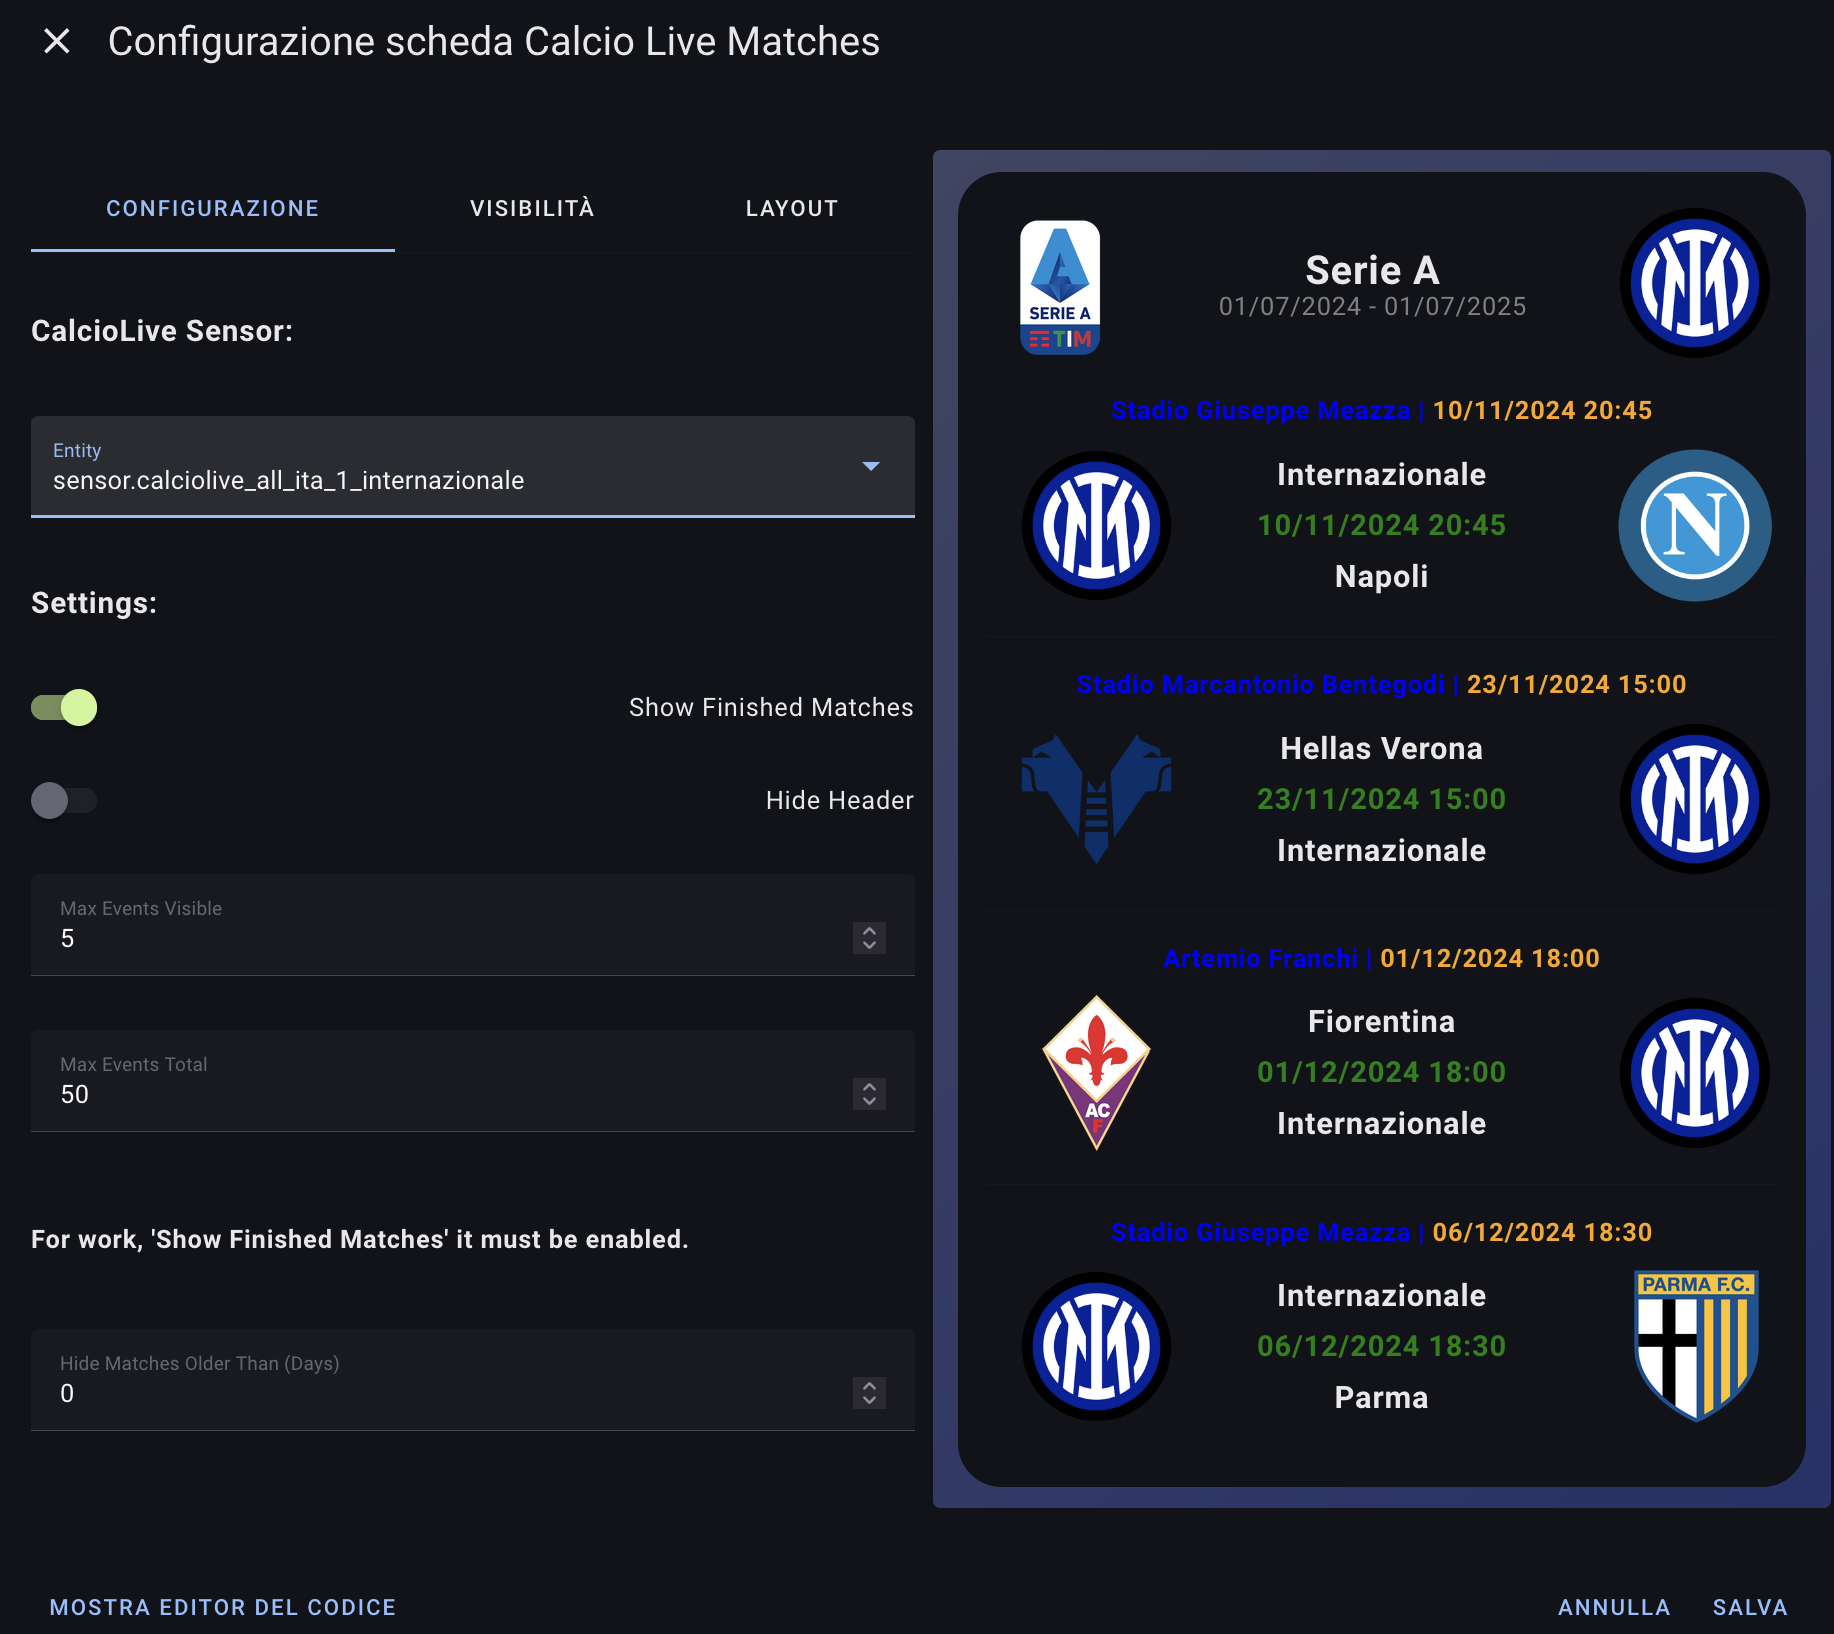 Configurazione scheda Calcio Live Matches
CONFIGURAZIONE
VISIBILITÀ
LAYOUT
CalcioLive Sensor:
Entity
sensor.calciolive_all_ita_1_internazionale
Settings:
Show Finished Matches
Hide Header
Max Events Visible
5
Max Events Total
50
For work, 'Show Finished Matches' it must be enabled.
Hide Matches Older Than (Days)
0
MOSTRA EDITOR DEL CODICE
SERIE A
TIM
Serie A
01/07/2024 - 01/07/2025
Stadio Giuseppe Meazza | 10/11/2024 20:45
Internazionale
10/11/2024 20:45
Napoli
N
Stadio Marcantonio Bentegodi | 23/11/2024 15:00
Hellas Verona
23/11/2024 15:00
Internazionale
Artemio Franchi | 01/12/2024 18:00
Fiorentina
01/12/2024 18:00
Internazionale
AC
F
Stadio Giuseppe Meazza | 06/12/2024 18:30
Internazionale
06/12/2024 18:30
Parma
PARMA F.C.
ANNULLA
SALVA